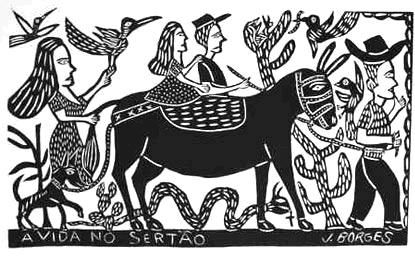 A VIDA NO SERTÃO J. BORGES